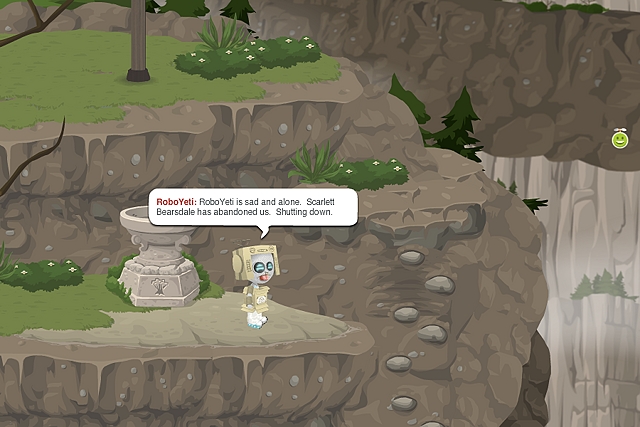 RoboYeti: RoboYeti is sad and alone.  Scarlett
Bearsdale has abandoned us.  Shutting down.